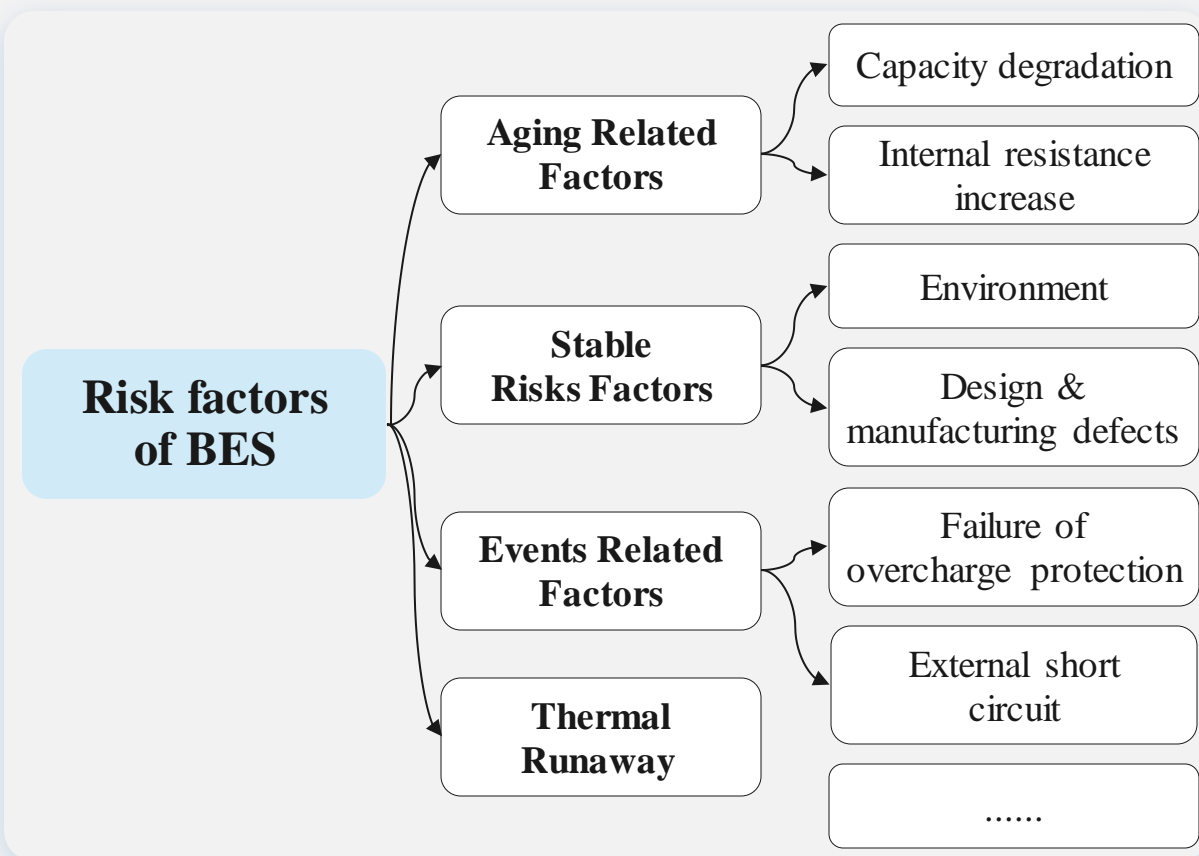 Risk factors
of BES
Aging Related
Factors
Capacity degradation
Internal resistance
increase
Stable
Risks Factors
Environment
Design &
manufacturing defects
Events Related
Factors
Failure of
overcharge protection
External short
circuit
Thermal
Runaway
......